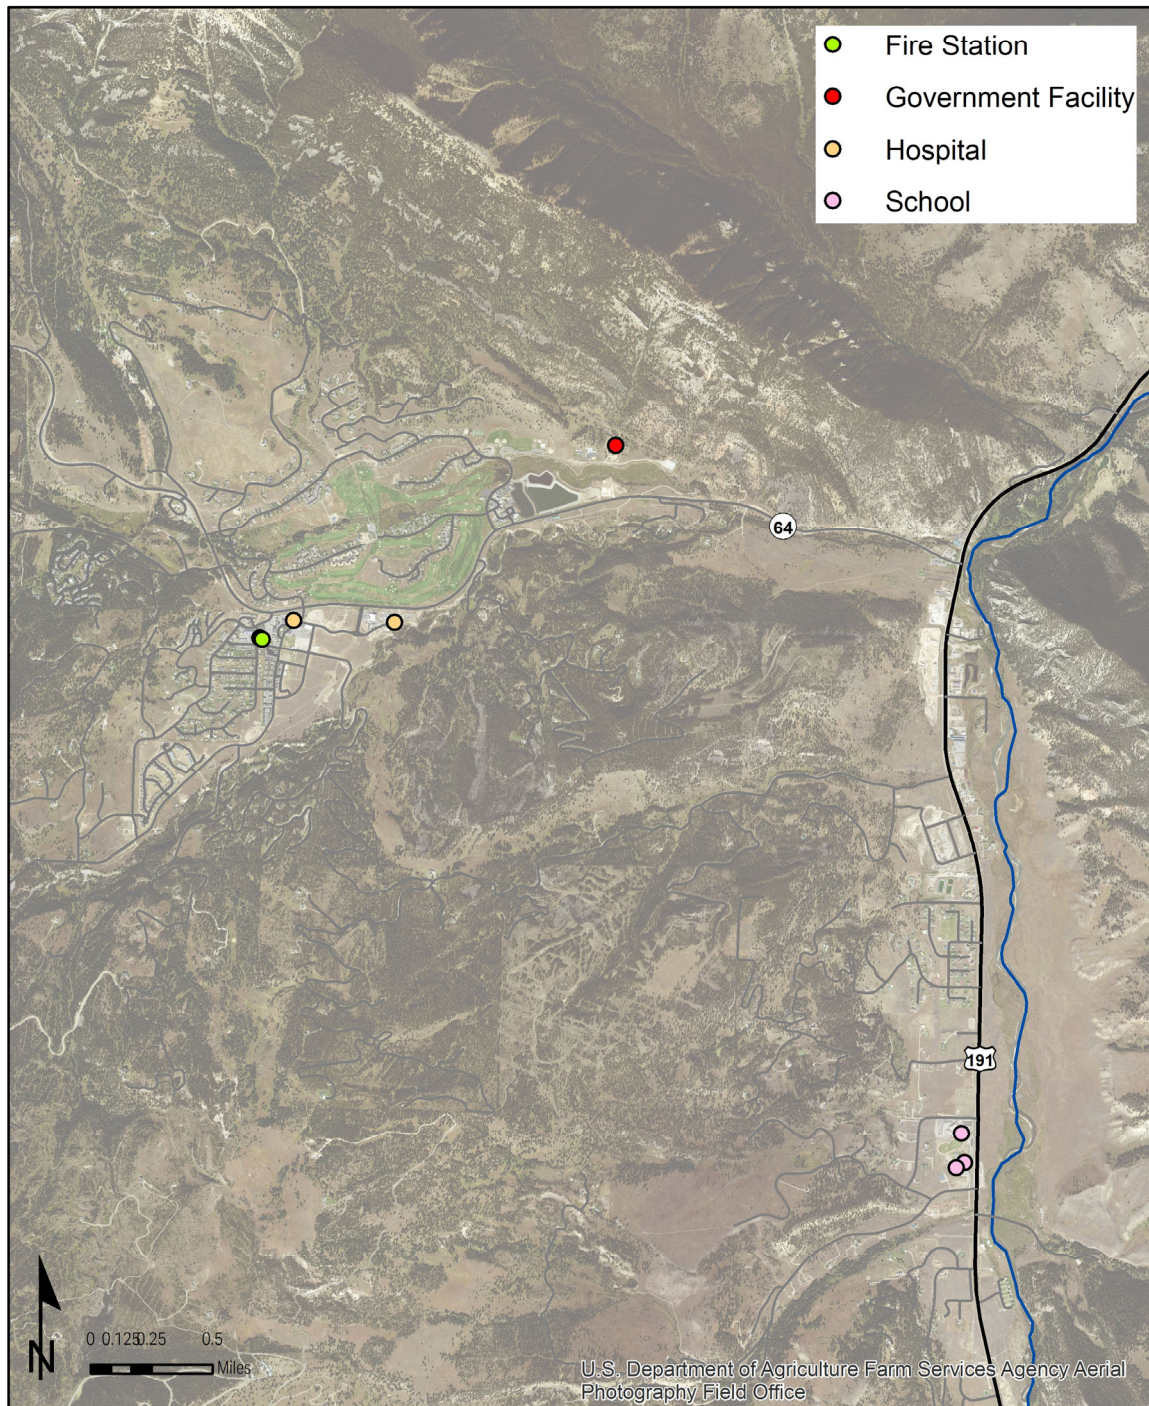 Fire Station
Government Facility
Hospital
School
64
191
N
0 0.125 0.25 0.5
Miles
U.S. Department of Agriculture Farm Services Agency Aerial
Photography Field Office